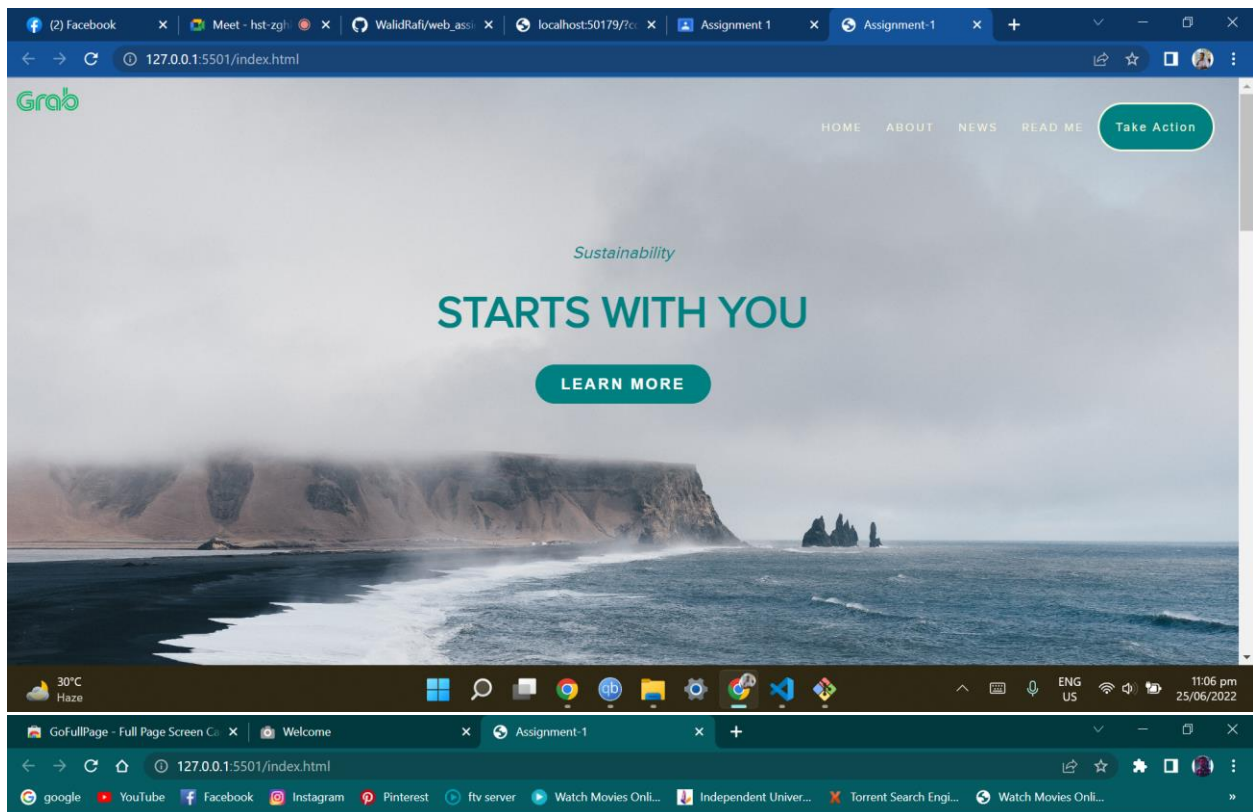 (2) Facebook Meet - hst-zgh WalidRafi/web_assi localhost:50179/?cc Assignment 1 Assignment-1
127.0.0.1:5501/index.html
Grab
HOME ABOUT NEWS READ ME Take Action
Sustainability
STARTS WITH YOU
LEARN MORE
30°C
Haze
qb
ENG
US
11:06 pm
25/06/2022
GoFullPage - Full Page Screen Ca Welcome Assignment-1
127.0.0.1:5501/index.html
google YouTube Facebook Instagram Pinterest ftv server Watch Movies Onli... Independent Univer... Torrent Search Engi... Watch Movies Onli... »